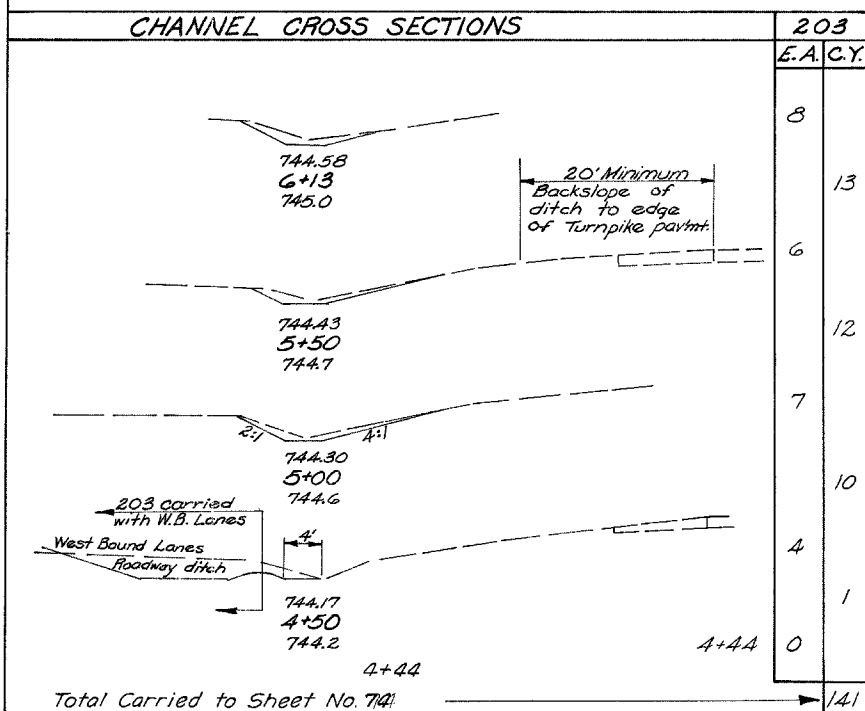 CHANNEL CROSS SECTIONS
203
E.A. C.Y.
8
744.58
6+13
745.0
20' Minimum
Backslope of
ditch to edge
of Turnpike pavmt.
13
6
744.43
5+50
744.7
12
7
2:1
4:1
744.30
5+00
744.6
10
203 carried
with W.B. Lanes
4'
West Bound Lanes
Roadway ditch
4
744.17
4+50
744.2
1
4+44
0
4+44
Total Carried to Sheet No.
141